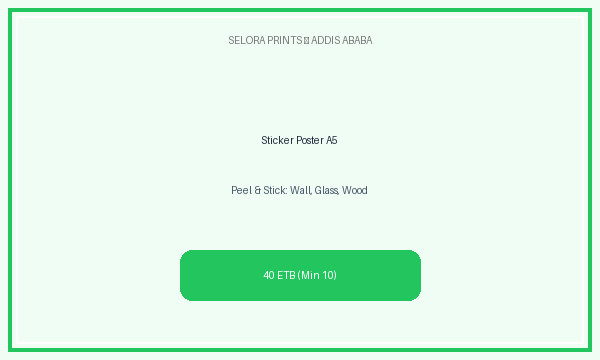 SELORA PRINTS ▯ ADDIS ABABA
Sticker Poster A5
Peel & Stick: Wall, Glass, Wood
40 ETB (Min 10)